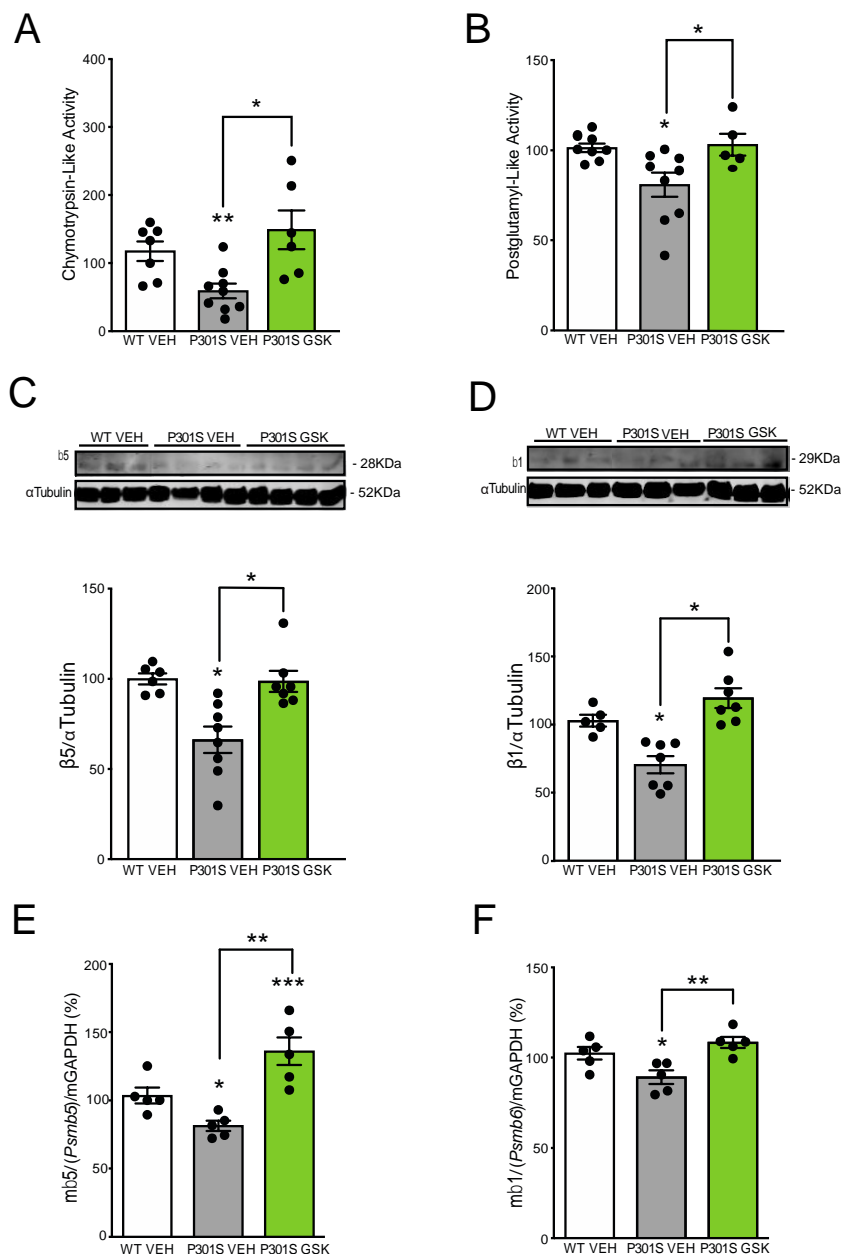 A
Chymotrypsin-Like Activity
400
300
200
100
0
*
**
WT VEH P301S VEH P301S GSK
B
Postglutamyl-Like Activity
150
100
50
0
*
*
WT VEH P301S VEH P301S GSK
C
WT VEH P301S VEH P301S GSK
b5 - 28KDa
αTubulin - 52KDa
β5/αTubulin
150
100
50
0
*
*
WT VEH P301S VEH P301S GSK
D
WT VEH P301S VEH P301S GSK
b1 - 29KDa
αTubulin - 52KDa
β1/αTubulin
200
150
100
50
0
*
*
WT VEH P301S VEH P301S GSK
E
mb5/(Psmb5)/mGAPDH (%)
200
150
100
50
0
**
***
*
WT VEH P301S VEH P301S GSK
F
mb1/(Psmb6)/mGAPDH (%)
150
100
50
0
**
*
WT VEH P301S VEH P301S GSK